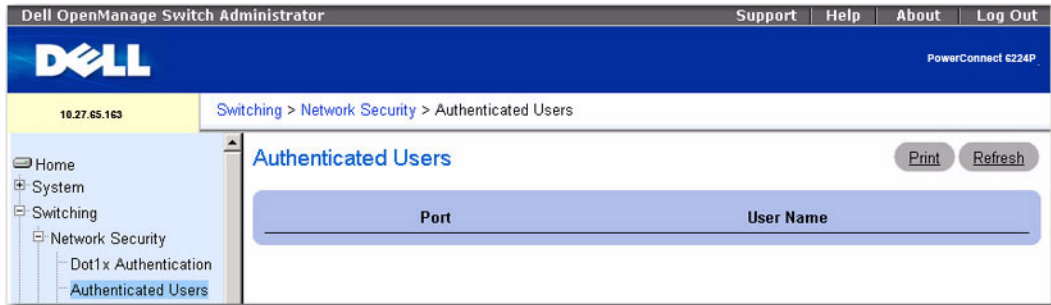 Dell OpenManage Switch Administrator
Support | Help | About | Log Out
DELL
PowerConnect 6224P
10.27.65.163
Switching > Network Security > Authenticated Users
Home
System
Switching
Network Security
Dot1x Authentication
Authenticated Users
Authenticated Users
Print
Refresh
Port
User Name